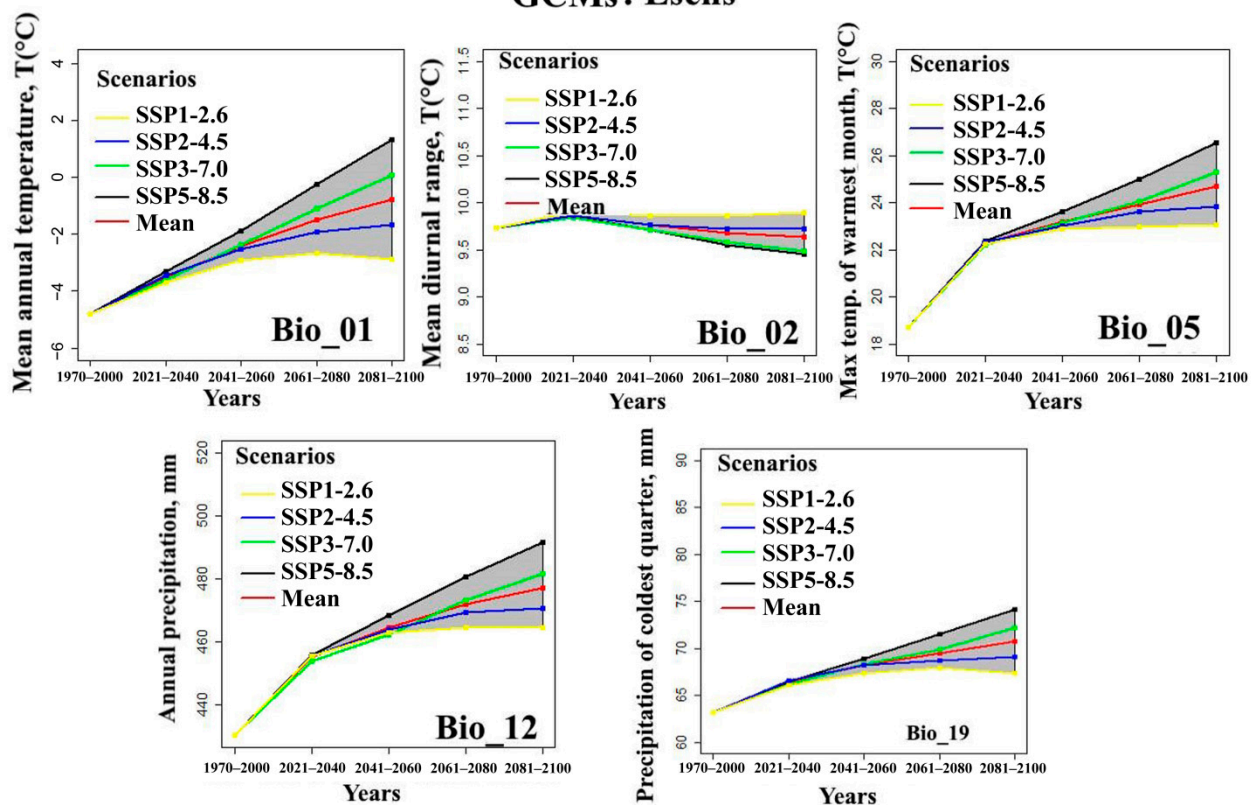 GCMs: Esens
Mean annual temperature, T(°C)
4
2
0
−2
−4
−6
Scenarios
SSP1-2.6
SSP2-4.5
SSP3-7.0
SSP5-8.5
Mean
Bio_01
1970–2000 2021–2040 2041–2060 2061–2080 2081–2100
Years
Mean diurnal range, T(°C)
11.5
11.0
10.5
10.0
9.5
9.0
8.5
Scenarios
SSP1-2.6
SSP2-4.5
SSP3-7.0
SSP5-8.5
Mean
Bio_02
1970–2000 2021–2040 2041–2060 2061–2080 2081–2100
Years
Max temp. of warmest month, T(°C)
30
28
26
24
22
20
18
Scenarios
SSP1-2.6
SSP2-4.5
SSP3-7.0
SSP5-8.5
Mean
Bio_05
1970–2000 2021–2040 2041–2060 2061–2080 2081–2100
Years
Annual precipitation, mm
520
500
480
460
440
Scenarios
SSP1-2.6
SSP2-4.5
SSP3-7.0
SSP5-8.5
Mean
Bio_12
1970–2000 2021–2040 2041–2060 2061–2080 2081–2100
Years
Precipitation of coldest quarter, mm
90
85
80
75
70
65
60
Scenarios
SSP1-2.6
SSP2-4.5
SSP3-7.0
SSP5-8.5
Mean
Bio_19
1970–2000 2021–2040 2041–2060 2061–2080 2081–2100
Years